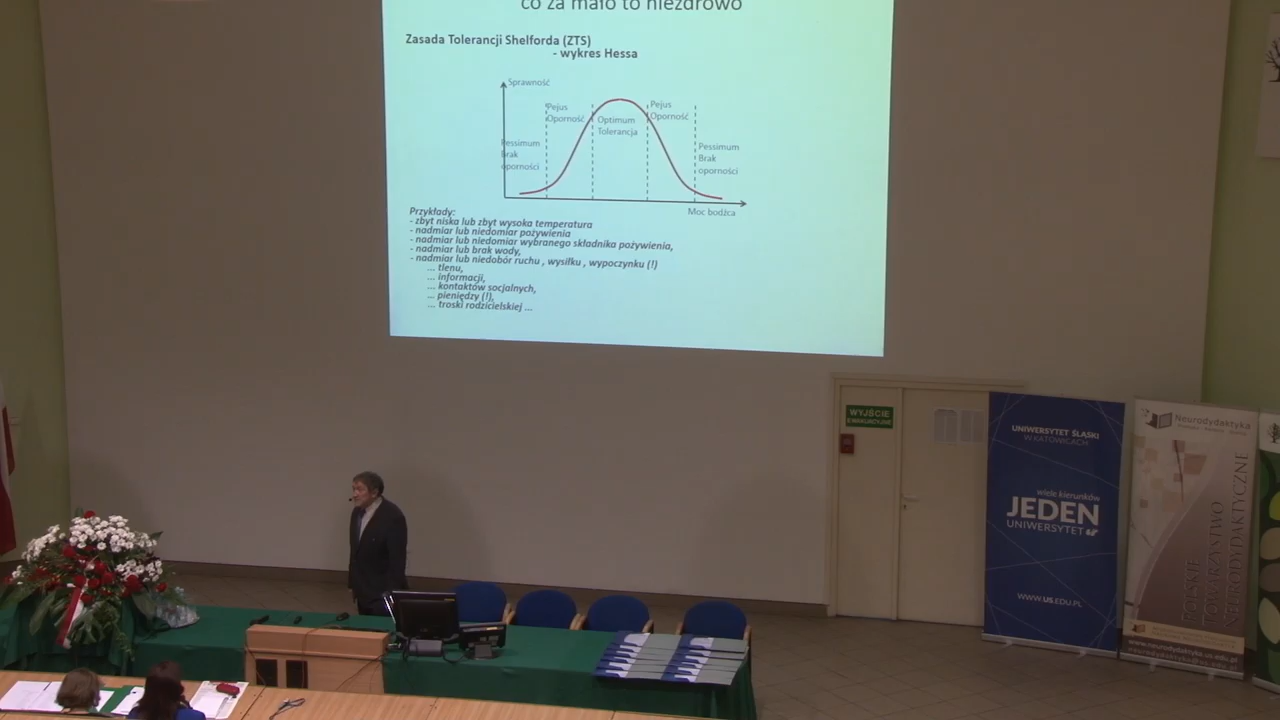 co za mało to niezdrowo
Zasada Tolerancji Shelforda (ZTS)
- wykres Hessa
Sprawność
Pejus
Oporność
Optimum
Tolerancja
Pejus
Oporność
Pessimum
Brak
oporności
Pessimum
Brak
oporności
Moc bodźca
Przykłady:
- zbyt niska lub zbyt wysoka temperatura
- nadmiar lub niedomiar pożywienia
- nadmiar lub niedomiar wybranego składnika pożywienia,
- nadmiar lub brak wody,
- nadmiar lub niedobór ruchu , wysiłku , wypoczynku (!)
... tlenu,
... informacji,
... kontaktów socjalnych,
... pieniędzy (!),
... troski rodzicielskiej ...
WYJŚCIE
EWAKUACYJNE
UNIWERSYTET ŚLĄSKI
W KATOWICACH
wiele kierunków
JEDEN
UNIWERSYTET
WWW.US.EDU.PL
Neurodydaktyka
POLSKIE
TOWARZYSTWO
NEURODYDAKTYCZNE